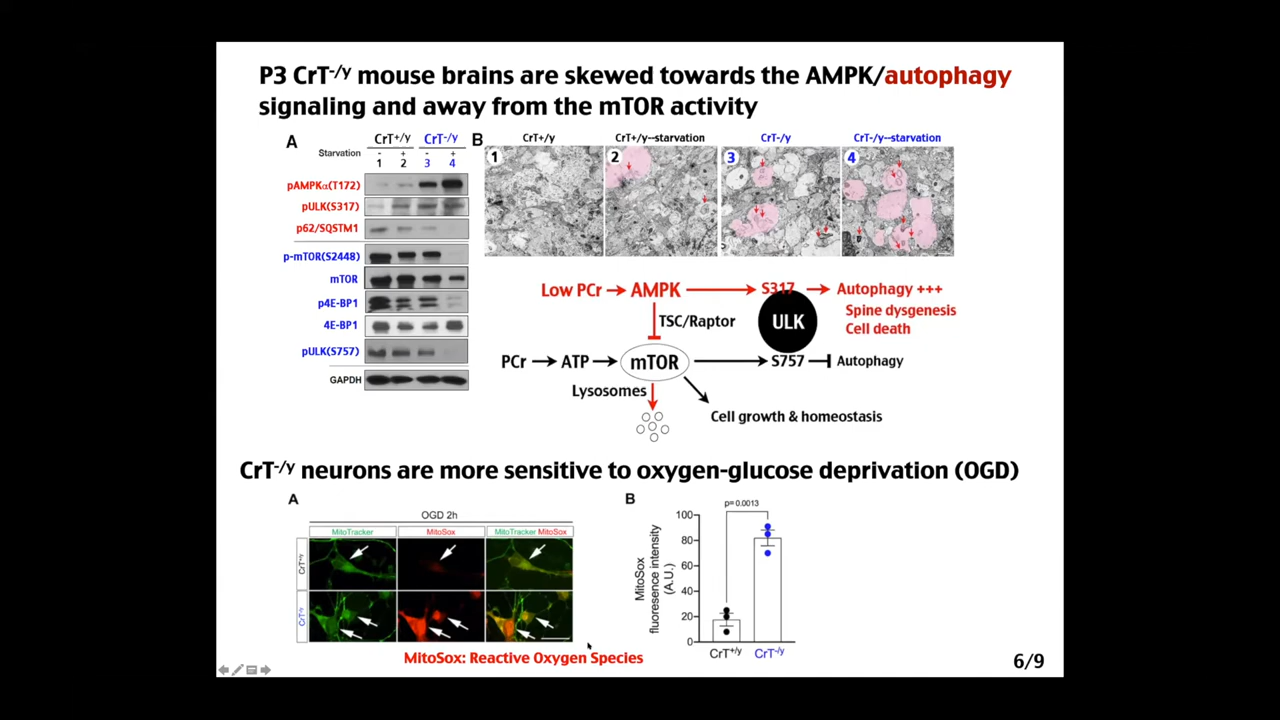 P3 CrT-/y mouse brains are skewed towards the AMPK/autophagy
signaling and away from the mTOR activity
A
CrT+/y CrT-/y
Starvation - + - +
1 2 3 4
pAMPKα(T172)
pULK(S317)
p62/SQSTM1
p-mTOR(S2448)
mTOR
p4E-BP1
4E-BP1
pULK(S757)
GAPDH
B
CrT+/y CrT+/y--starvation CrT-/y CrT-/y--starvation
1 2 3 4
Low PCr AMPK S317 Autophagy +++
Spine dysgenesis
Cell death
TSC/Raptor
ULK
PCr ATP mTOR S757 Autophagy
Lysosomes
Cell growth & homeostasis
CrT-/y neurons are more sensitive to oxygen-glucose deprivation (OGD)
A
OGD 2h
MitoTracker MitoSox MitoTracker MitoSox
CrT+/y
CrT-/y
MitoSox: Reactive Oxygen Species
B
p= 0.0013
MitoSox
fluoresence intensity
(A.U.)
100
80
60
40
20
0
CrT+/y CrT-/y
6/9